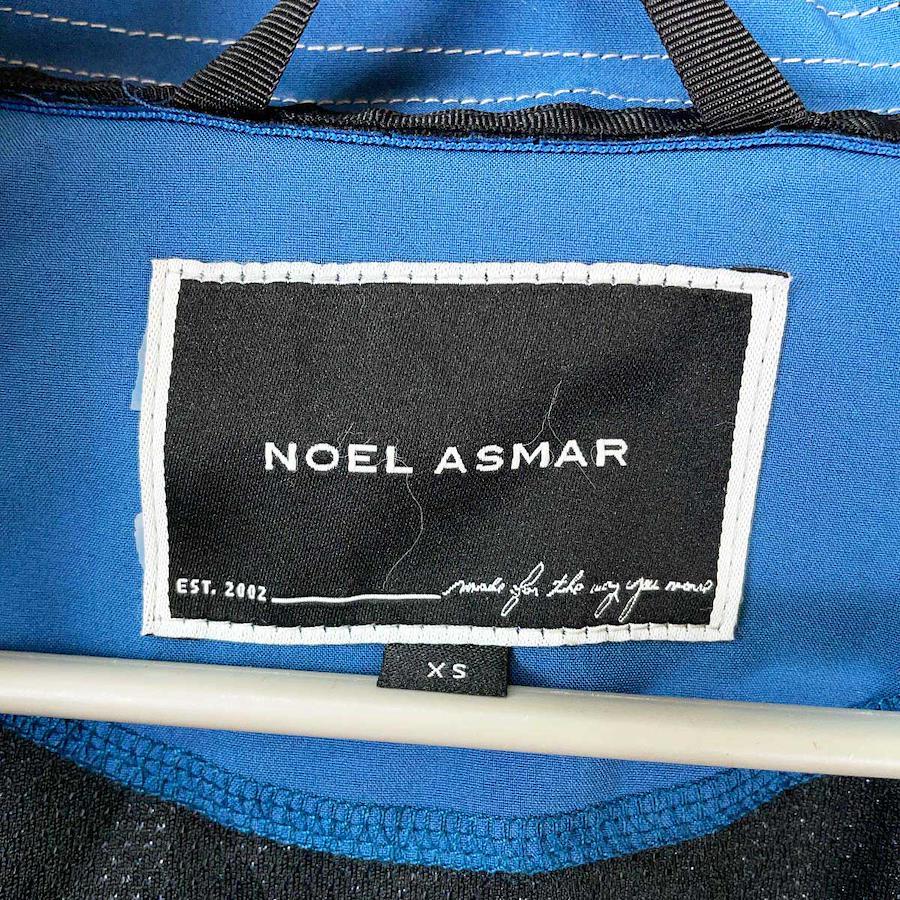 NOEL ASMAR
EST. 2002 made for the way you move
XS